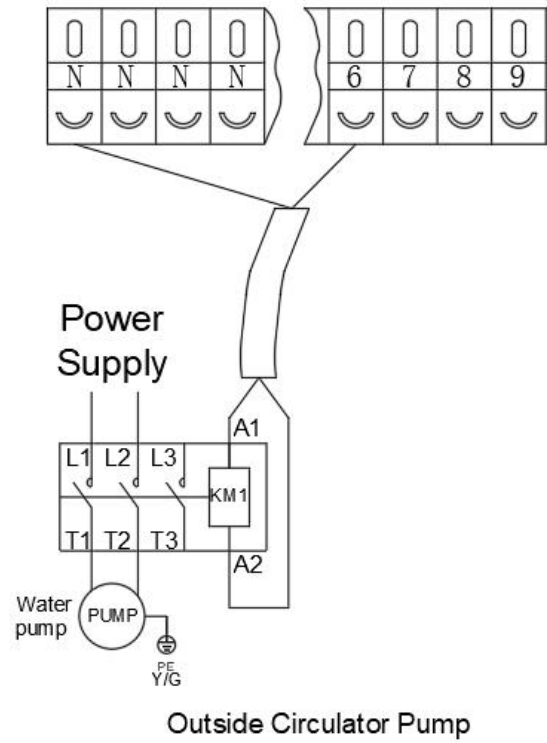 N N N N 6 7 8 9
Power
Supply
A1
L1 L2 L3
KM1
T1 T2 T3
A2
Water
pump
PUMP
PE
Y/G
Outside Circulator Pump